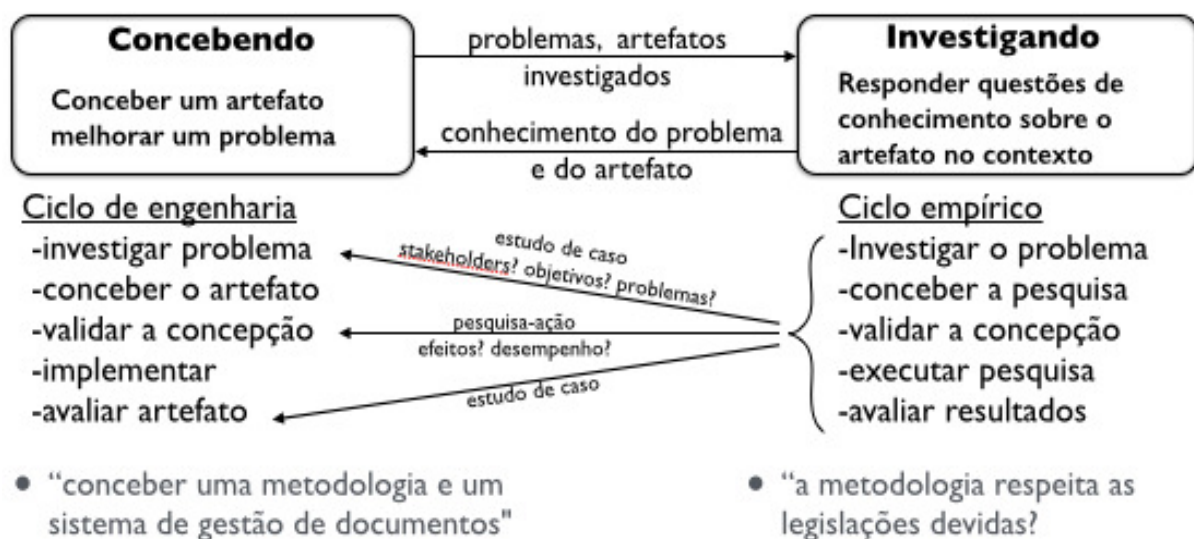 Concebendo
Conceber um artefato
melhorar um problema
problemas, artefatos
investigados
conhecimento do problema
e do artefato
Investigando
Responder questões de
conhecimento sobre o
artefato no contexto
Ciclo de engenharia
-investigar problema
-conceber o artefato
-validar a concepção
-implementar
-avaliar artefato
estudo de caso
stakeholders? objetivos? problemas?
pesquisa-ação
efeitos? desempenho?
estudo de caso
Ciclo empírico
-Investigar o problema
-conceber a pesquisa
-validar a concepção
-executar pesquisa
-avaliar resultados
• “conceber uma metodologia e um
sistema de gestão de documentos"
• “a metodologia respeita as
legislações devidas?